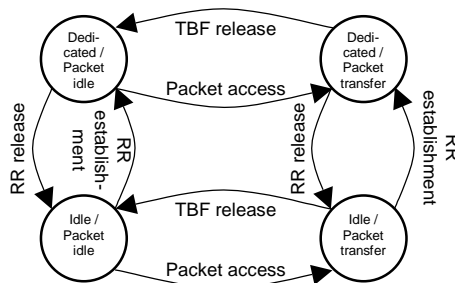 TBF release
Dedi-
cated /
Packet
idle
Dedi-
cated /
Packet
transfer
Packet access
RR release
RR
establish-
ment
RR release
RR
establishment
TBF release
Idle /
Packet
idle
Idle /
Packet
transfer
Packet access